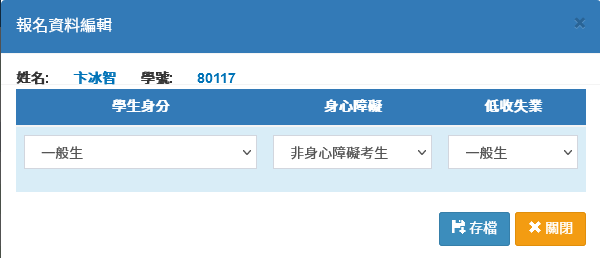 報名資料編輯 ×
姓名: 卞冰智 學號: 80117
學生身分 身心障礙 低收失業
一般生 非身心障礙考生 一般生
存檔 關閉